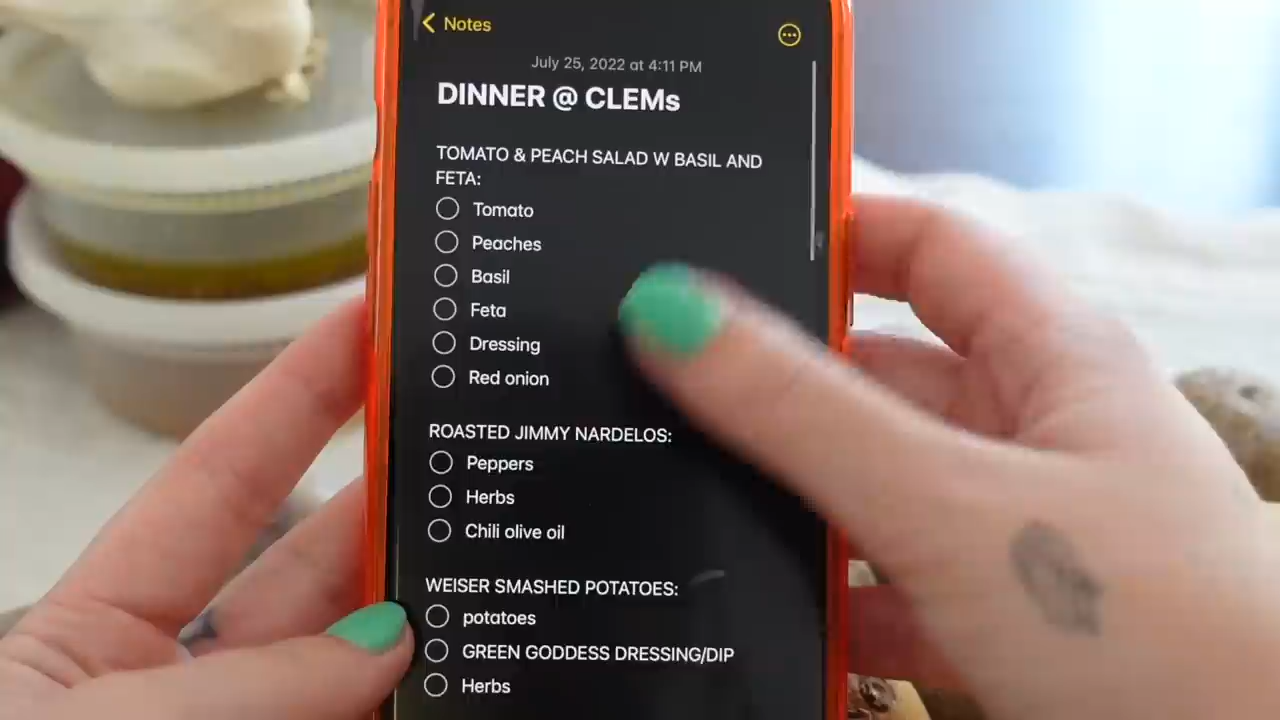 Notes
July 25, 2022 at 4:11 PM
DINNER @ CLEMs
TOMATO & PEACH SALAD W BASIL AND
FETA:
Tomato
Peaches
Basil
Feta
Dressing
Red onion
ROASTED JIMMY NARDELOS:
Peppers
Herbs
Chili olive oil
WEISER SMASHED POTATOES:
potatoes
GREEN GODDESS DRESSING/DIP
Herbs